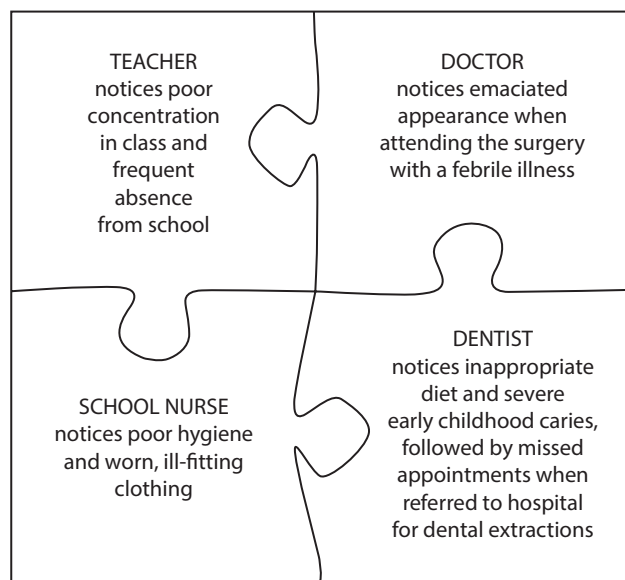 TEACHER
notices poor
concentration
in class and
frequent
absence
from school
DOCTOR
notices emaciated
appearance when
attending the surgery
with a febrile illness
SCHOOL NURSE
notices poor hygiene
and worn, ill-fitting
clothing
DENTIST
notices inappropriate
diet and severe
early childhood caries,
followed by missed
appointments when
referred to hospital
for dental extractions